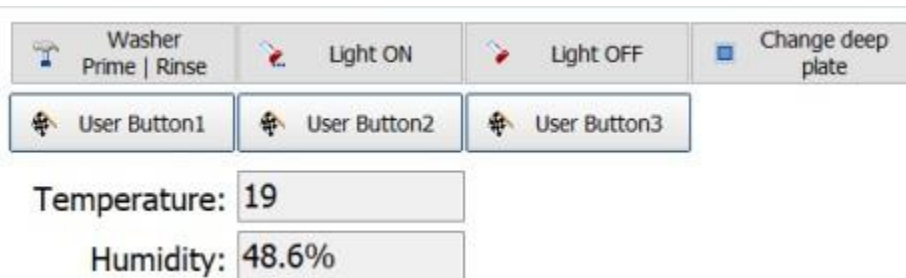 Washer
Prime | Rinse
Light ON
Light OFF
Change deep
plate
User Button1
User Button2
User Button3
Temperature: 19
Humidity: 48.6%